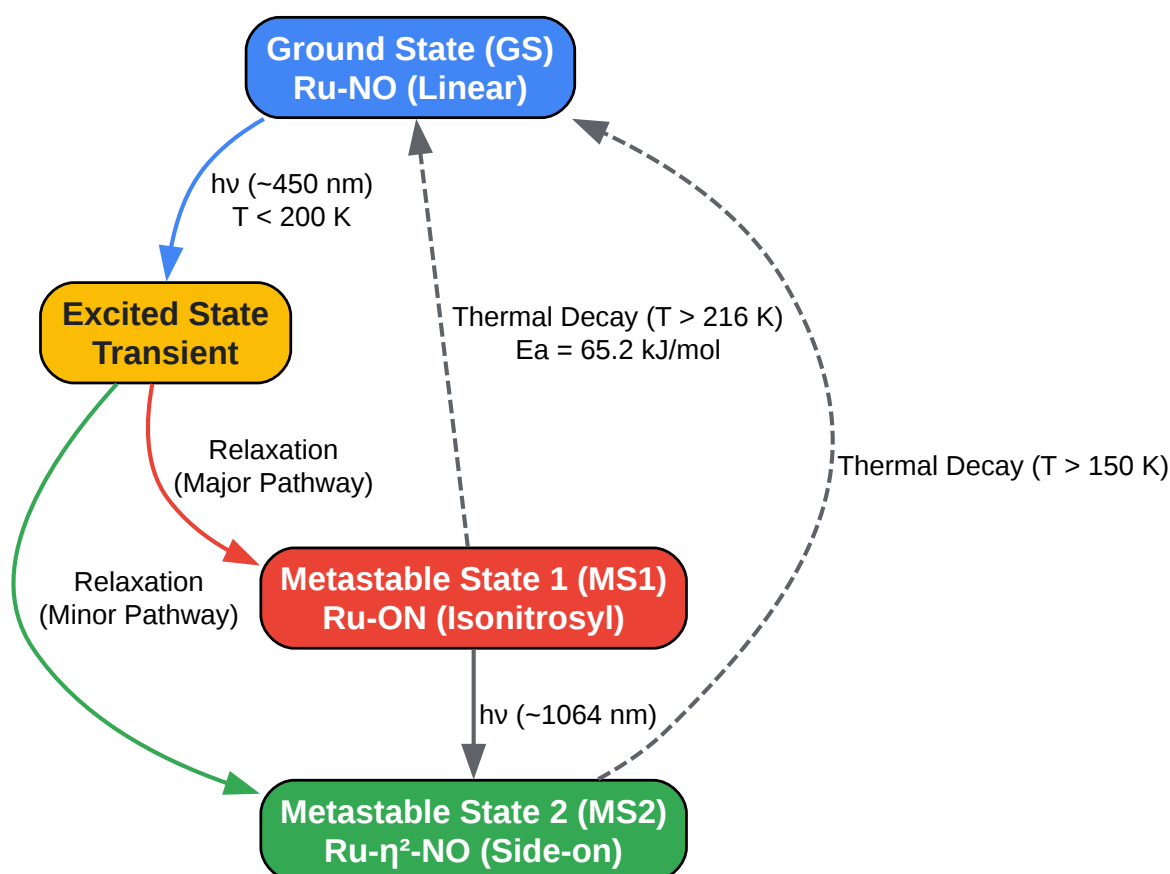 Ground State (GS)
Ru-NO (Linear)
hν (~450 nm)
T < 200 K
Excited State
Transient
Thermal Decay (T > 216 K)
Ea = 65.2 kJ/mol
Relaxation
(Major Pathway)
Thermal Decay (T > 150 K)
Metastable State 1 (MS1)
Ru-ON (Isonitrosyl)
Relaxation
(Minor Pathway)
hν (~1064 nm)
Metastable State 2 (MS2)
Ru-η²-NO (Side-on)